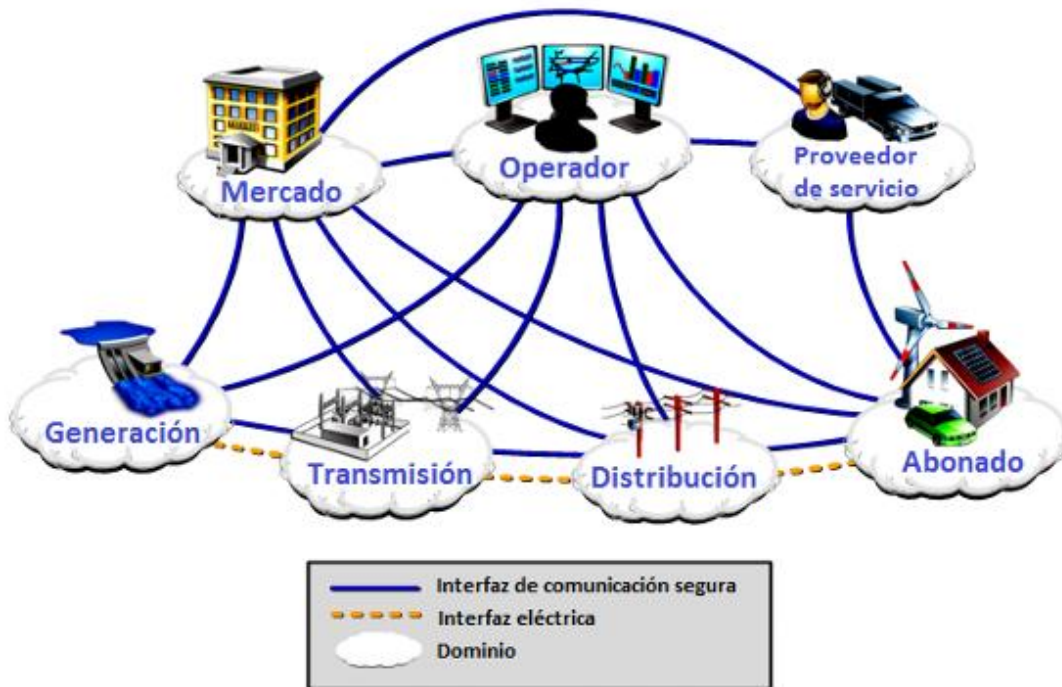 Mercado
Operador
Proveedor
de servicio
Generación
Transmisión
Distribución
Abonado
Interfaz de comunicación segura
Interfaz eléctrica
Dominio